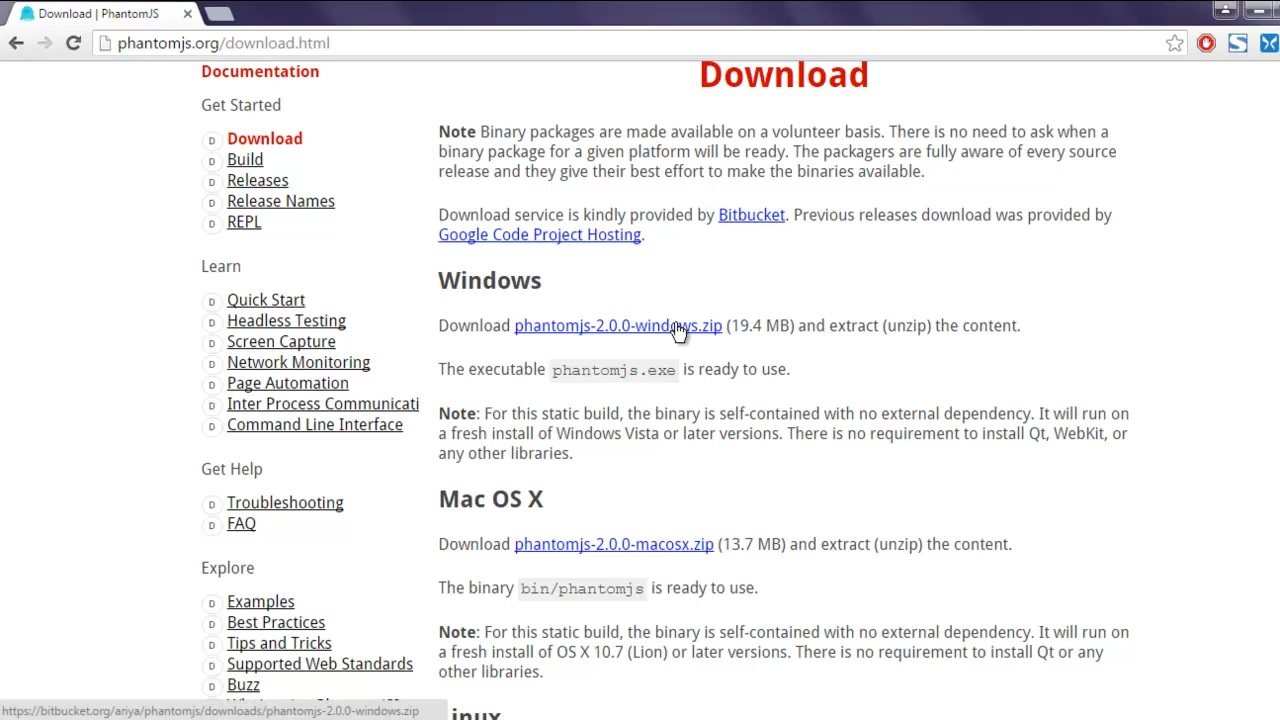 Download | PhantomJS
phantomjs.org/download.html
Documentation
Get Started
D Download
D Build
D Releases
D Release Names
D REPL
Learn
D Quick Start
D Headless Testing
D Screen Capture
D Network Monitoring
D Page Automation
D Inter Process Communicati
D Command Line Interface
Get Help
D Troubleshooting
D FAQ
Explore
D Examples
D Best Practices
D Tips and Tricks
D Supported Web Standards
D Buzz
Download
Note Binary packages are made available on a volunteer basis. There is no need to ask when a
binary package for a given platform will be ready. The packagers are fully aware of every source
release and they give their best effort to make the binaries available.
Download service is kindly provided by Bitbucket. Previous releases download was provided by
Google Code Project Hosting.
Windows
Download phantomjs-2.0.0-windows.zip (19.4 MB) and extract (unzip) the content.
The executable phantomjs.exe is ready to use.
Note: For this static build, the binary is self-contained with no external dependency. It will run on
a fresh install of Windows Vista or later versions. There is no requirement to install Qt, WebKit, or
any other libraries.
Mac OS X
Download phantomjs-2.0.0-macosx.zip (13.7 MB) and extract (unzip) the content.
The binary bin/phantomjs is ready to use.
Note: For this static build, the binary is self-contained with no external dependency. It will run on
a fresh install of OS X 10.7 (Lion) or later versions. There is no requirement to install Qt or any
other libraries.
https://bitbucket.org/ariya/phantomjs/downloads/phantomjs-2.0.0-windows.zip